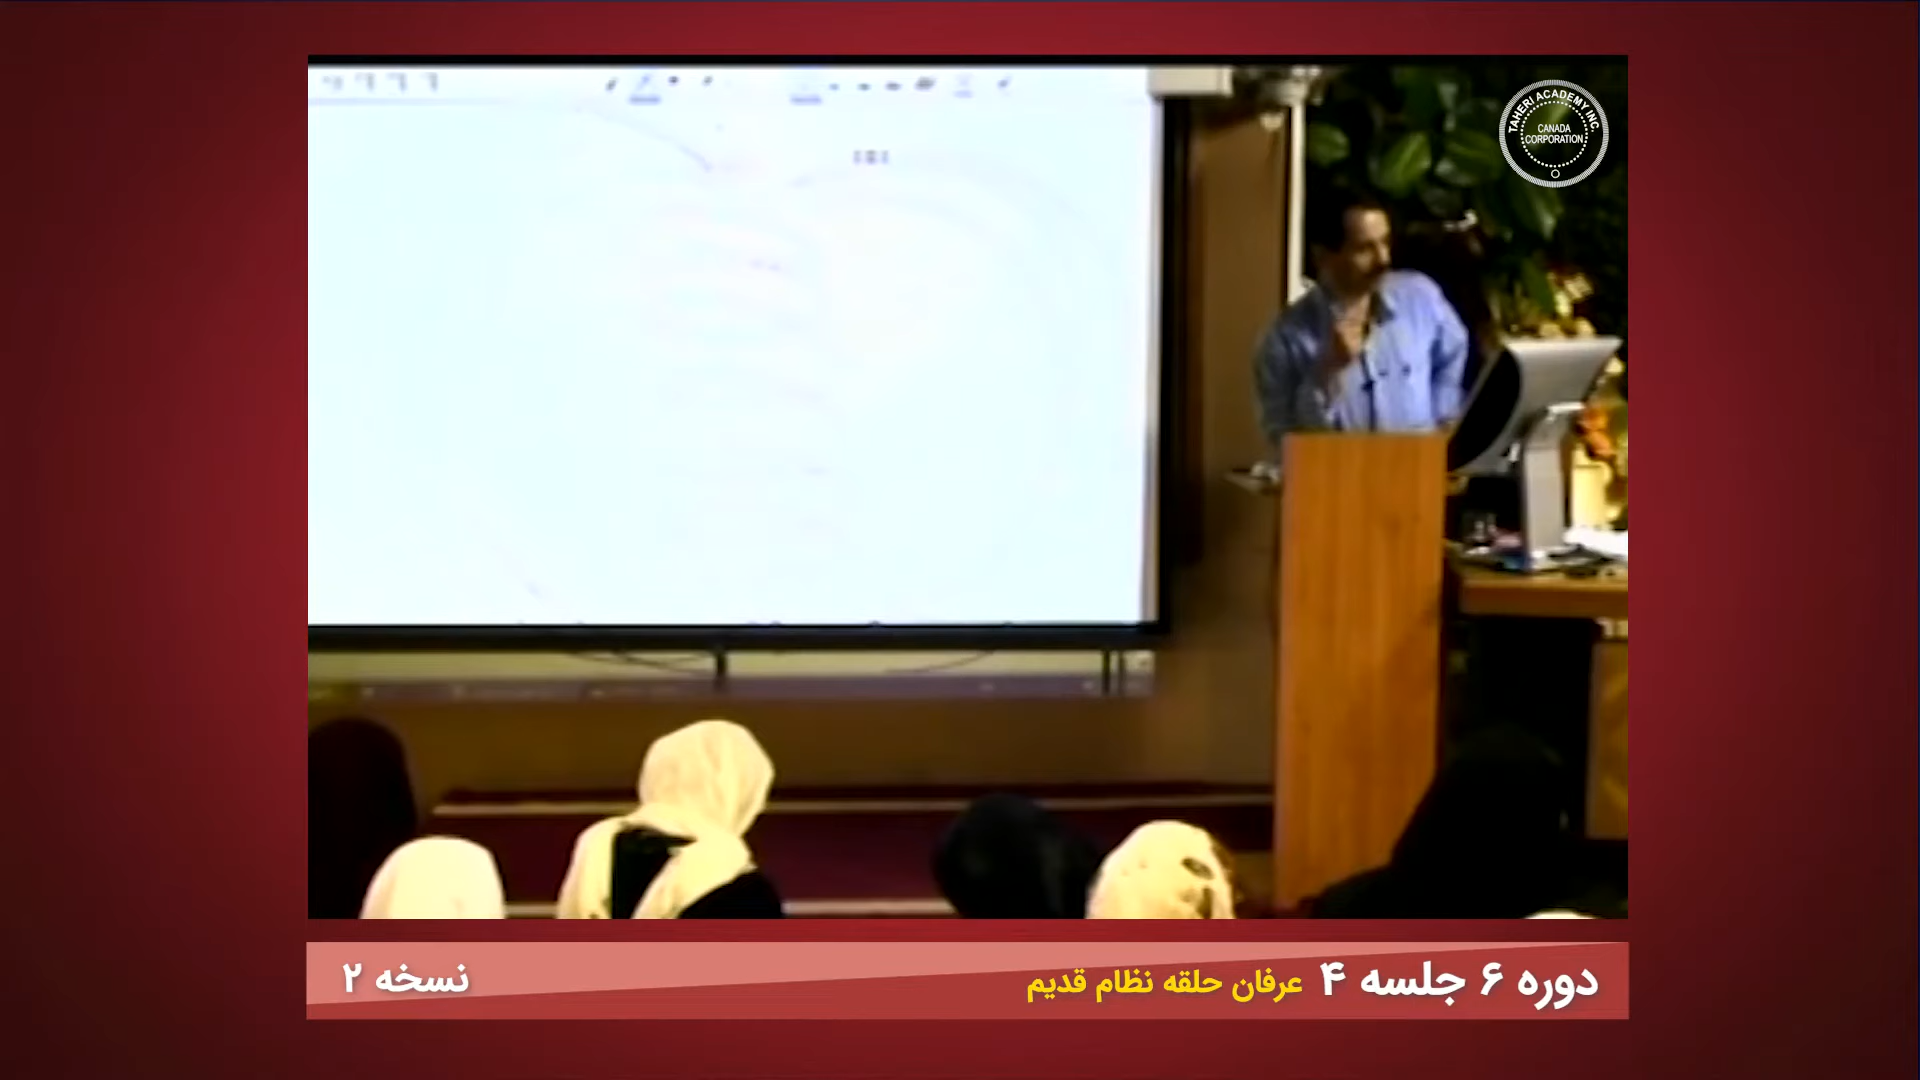 TAHERI ACADEMY INC.
CANADA
CORPORATION
دوره ۶ جلسه ۴ عرفان حلقه نظام قدیم
نسخه ۲